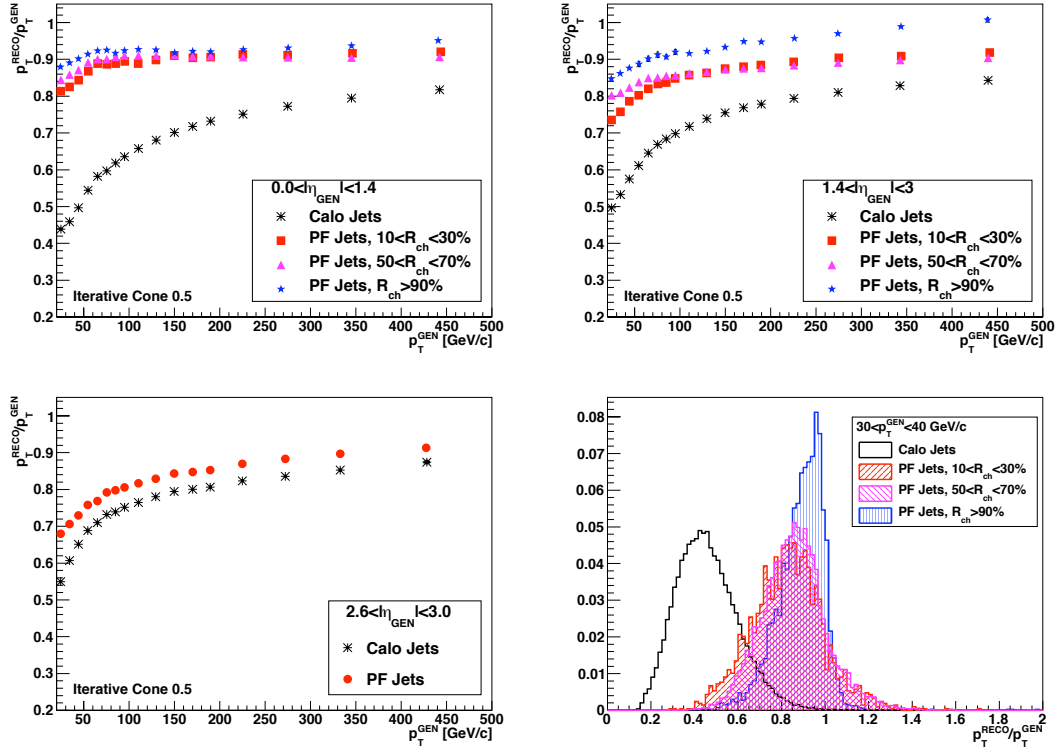 p_T^RECO/p_T^GEN
1
0.9
0.8
0.7
0.6
0.5
0.4
0.3
0.2
0.0<|η_GEN|<1.4
Calo Jets
PF Jets, 10<R_ch<30%
PF Jets, 50<R_ch<70%
PF Jets, R_ch>90%
Iterative Cone 0.5
50 100 150 200 250 300 350 400 450 500
p_T^GEN [GeV/c]
p_T^RECO/p_T^GEN
1
0.9
0.8
0.7
0.6
0.5
0.4
0.3
0.2
1.4<|η_GEN|<3
Calo Jets
PF Jets, 10<R_ch<30%
PF Jets, 50<R_ch<70%
PF Jets, R_ch>90%
Iterative Cone 0.5
50 100 150 200 250 300 350 400 450 500
p_T^GEN [GeV/c]
p_T^RECO/p_T^GEN
1
0.9
0.8
0.7
0.6
0.5
0.4
0.3
0.2
2.6<|η_GEN|<3.0
Calo Jets
PF Jets
Iterative Cone 0.5
50 100 150 200 250 300 350 400 450 500
p_T^GEN [GeV/c]
0.08
0.07
0.06
0.05
0.04
0.03
0.02
0.01
0
30<p_T^GEN<40 GeV/c
Calo Jets
PF Jets, 10<R_ch<30%
PF Jets, 50<R_ch<70%
PF Jets, R_ch>90%
0 0.2 0.4 0.6 0.8 1 1.2 1.4 1.6 1.8 2
p_T^RECO/p_T^GEN